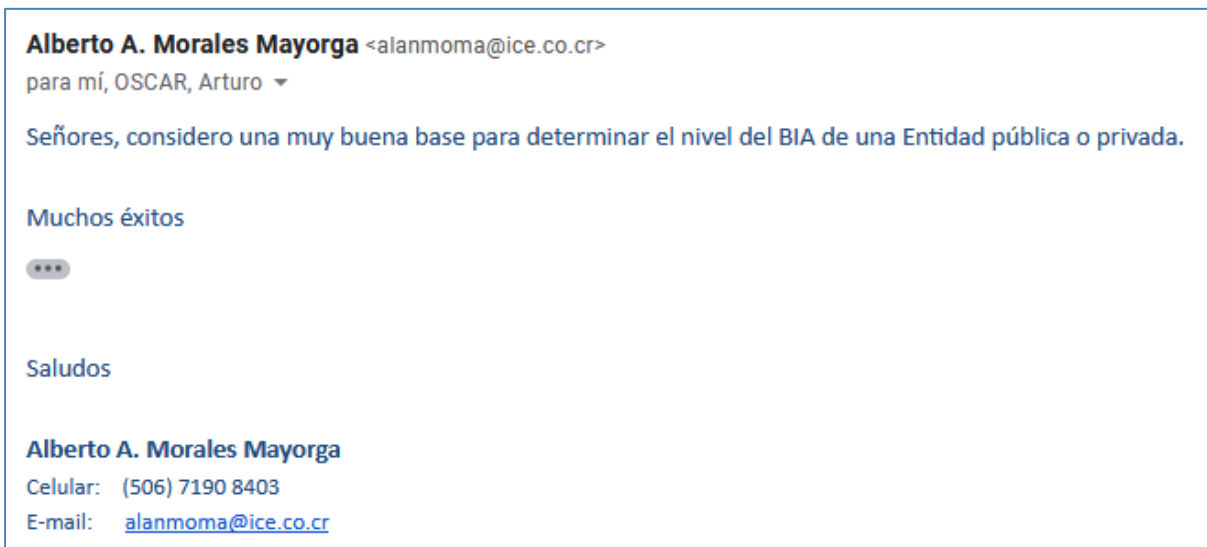 Alberto A. Morales Mayorga <alanmoma@ice.co.cr>
para mí, OSCAR, Arturo
Señores, considero una muy buena base para determinar el nivel del BIA de una Entidad pública o privada.
Muchos éxitos
Saludos
Alberto A. Morales Mayorga
Celular: (506) 7190 8403
E-mail: alanmoma@ice.co.cr